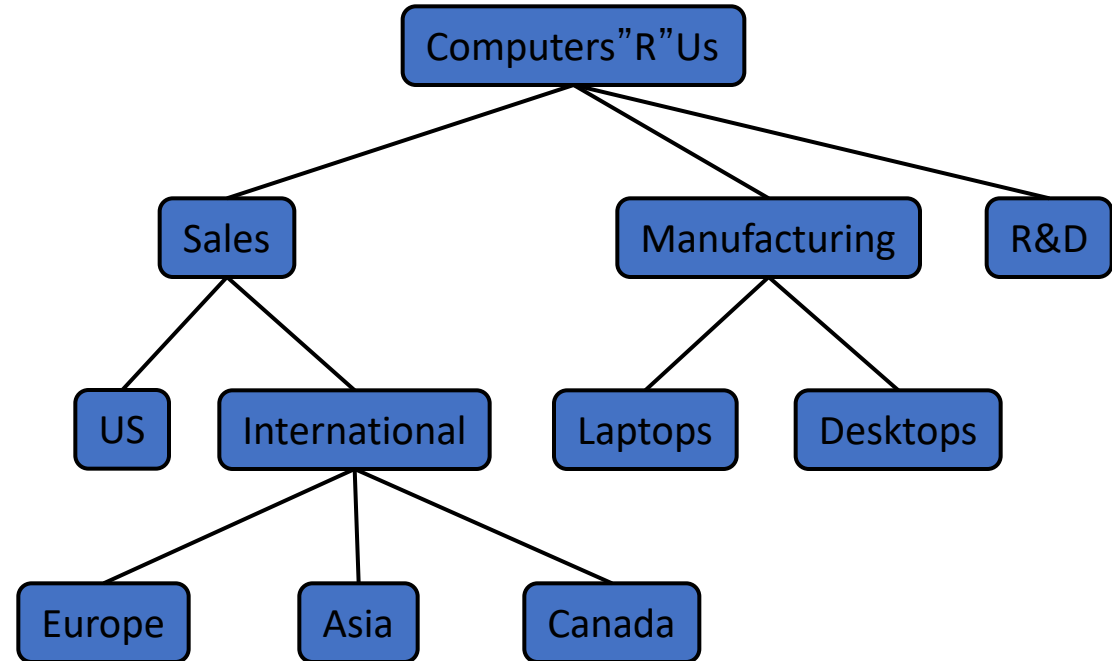 Computers”R”Us
Sales
Manufacturing
R&D
US
International
Laptops
Desktops
Europe
Asia
Canada